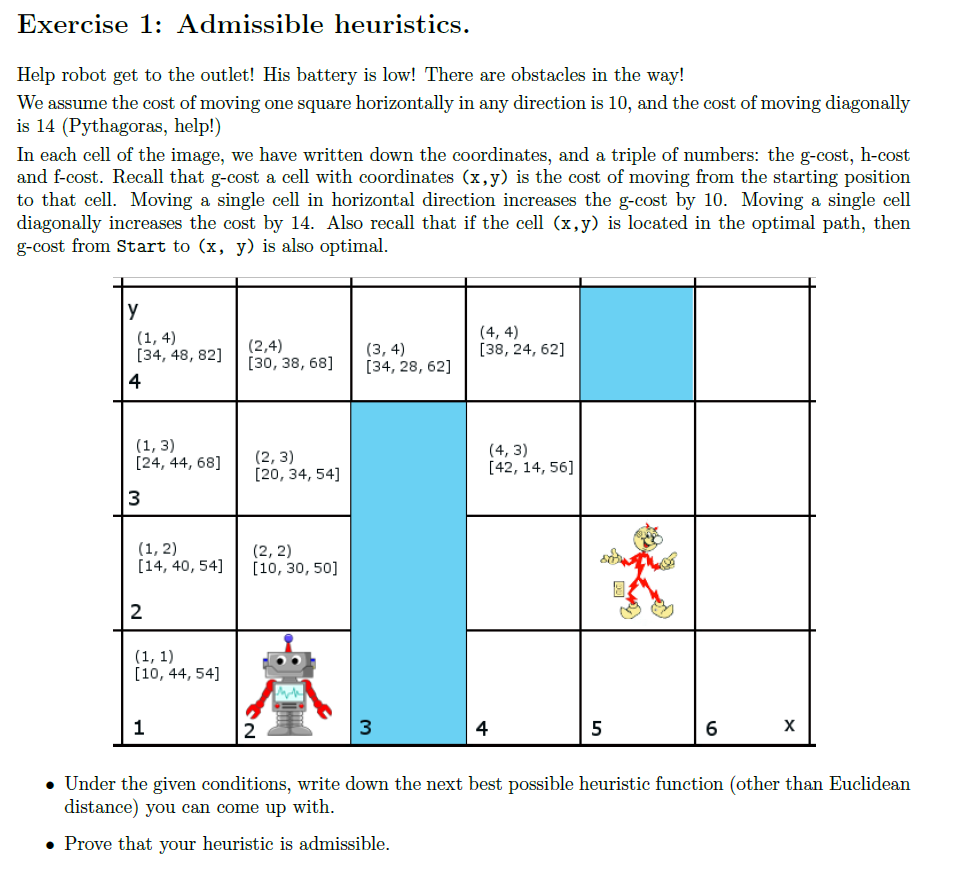 Exercise 1: Admissible heuristics.
Help robot get to the outlet! His battery is low! There are obstacles in the way!
We assume the cost of moving one square horizontally in any direction is 10, and the cost of moving diagonally
is 14 (Pythagoras, help!)
In each cell of the image, we have written down the coordinates, and a triple of numbers: the g-cost, h-cost
and f-cost. Recall that g-cost a cell with coordinates (x,y) is the cost of moving from the starting position
to that cell. Moving a single cell in horizontal direction increases the g-cost by 10. Moving a single cell
diagonally increases the cost by 14. Also recall that if the cell (x,y) is located in the optimal path, then
g-cost from Start to (x, y) is also optimal.
y
(1, 4)
[34, 48, 82]
4
(2,4)
[30, 38, 68]
(3, 4)
[34, 28, 62]
(4, 4)
[38, 24, 62]
(1, 3)
[24, 44, 68]
3
(2, 3)
[20, 34, 54]
(4, 3)
[42, 14, 56]
(1, 2)
[14, 40, 54]
2
(2, 2)
[10, 30, 50]
(1, 1)
[10, 44, 54]
1
2
3
4
5
6
x
• Under the given conditions, write down the next best possible heuristic function (other than Euclidean
distance) you can come up with.
• Prove that your heuristic is admissible.